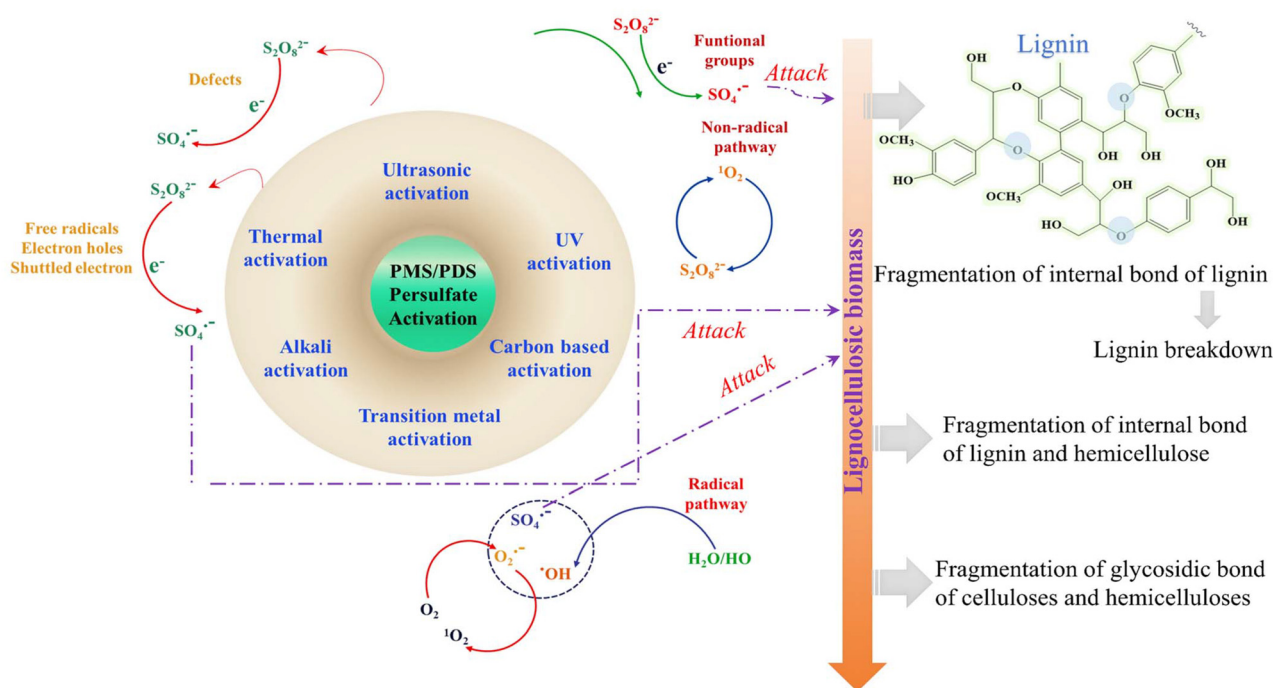 S₂O₈²⁻
Defects
e⁻
SO₄·⁻
S₂O₈²⁻
Free radicals
Electron holes
Shuttled electron
e⁻
SO₄·⁻
Ultrasonic
activation
Thermal
activation
UV
activation
PMS/PDS
Persulfate
Activation
Alkali
activation
Carbon based
activation
Transition metal
activation
S₂O₈²⁻
Funtional
groups
e⁻
SO₄·⁻
Attack
Non-radical
pathway
¹O₂
S₂O₈²⁻
Attack
Attack
Radical
pathway
SO₄·⁻
O₂·⁻
·OH
H₂O/HO
O₂
¹O₂
Lignocellulosic biomass
Lignin
OH
O
O
OCH₃
OCH₃
O
OH
OH
HO
OCH₃
OH
OH
HO
O
OH
Fragmentation of internal bond of lignin
Lignin breakdown
Fragmentation of internal bond
of lignin and hemicellulose
Fragmentation of glycosidic bond
of celluloses and hemicelluloses